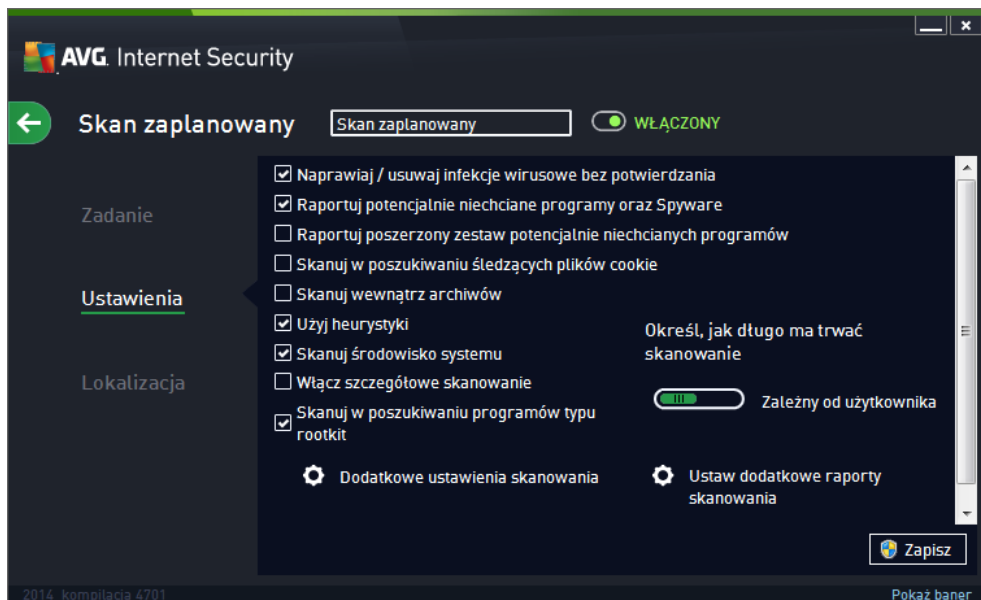 AVG. Internet Security
Skan zaplanowany
Skan zaplanowany
WŁĄCZONY
Zadanie
Ustawienia
Lokalizacja
Naprawiaj / usuwaj infekcje wirusowe bez potwierdzania
Raportuj potencjalnie niechciane programy oraz Spyware
Raportuj poszerzony zestaw potencjalnie niechcianych programów
Skanuj w poszukiwaniu śledzących plików cookie
Skanuj wewnątrz archiwów
Użyj heurystyki
Skanuj środowisko systemu
Włącz szczegółowe skanowanie
Skanuj w poszukiwaniu programów typu
rootkit
Określ, jak długo ma trwać
skanowanie
Zależny od użytkownika
Dodatkowe ustawienia skanowania
Ustaw dodatkowe raporty
skanowania
Zapisz
2014 kompilacja 4701
Pokaż baner